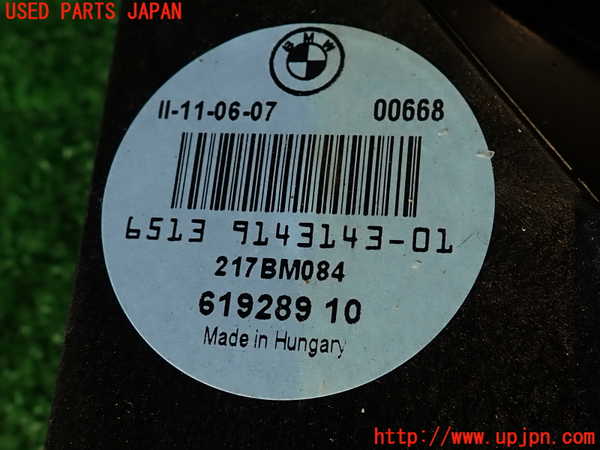 USED PARTS JAPAN
BMW
II-11-06-07 00668
6513 9143143-01
217BM084
619289 10
Made in Hungary
http://www.upjpn.com/